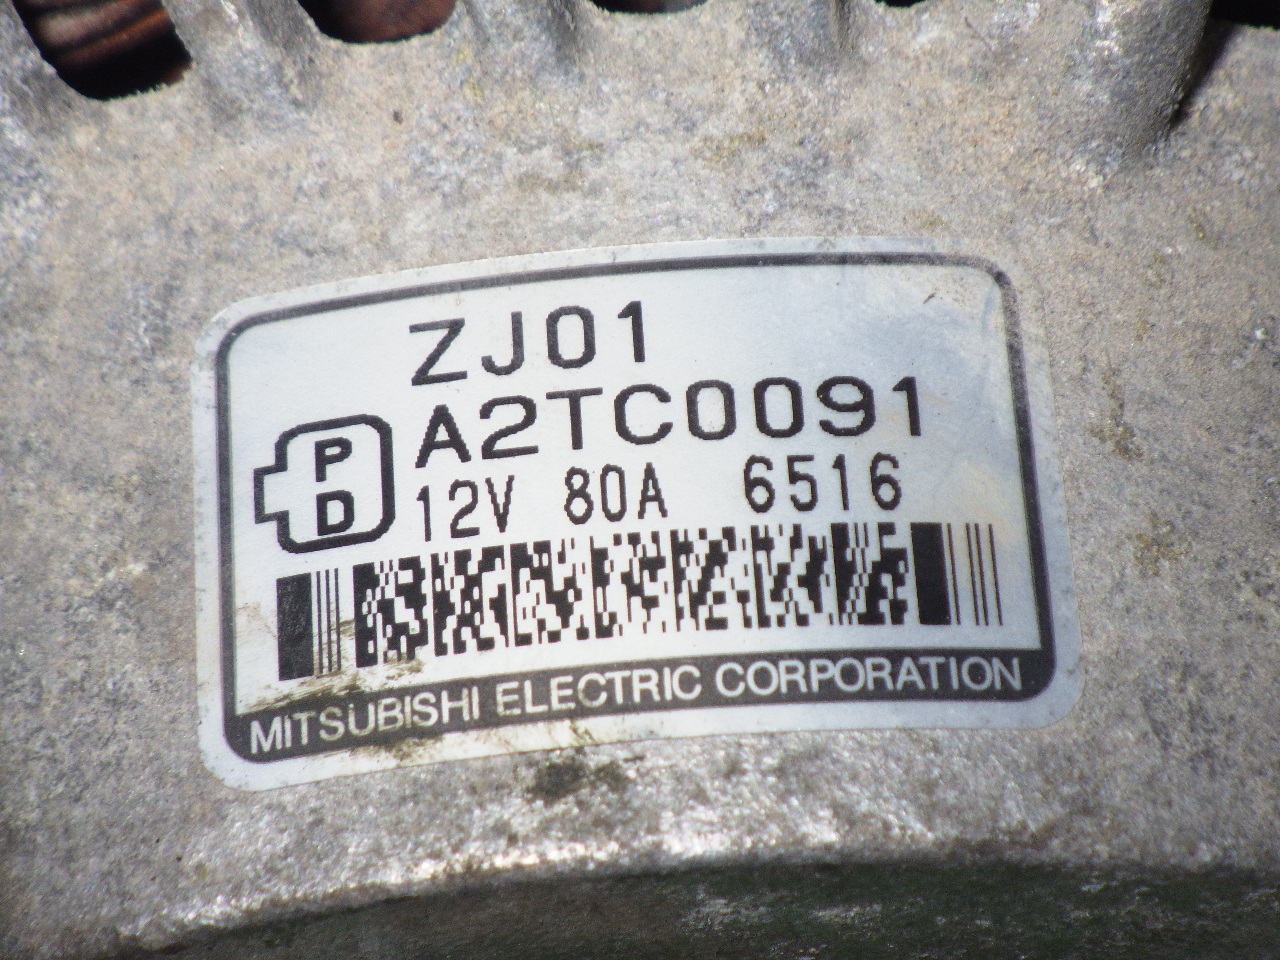 ZJ01
A2TC0091
P
D
12V 80A 6516
MITSUBISHI ELECTRIC CORPORATION